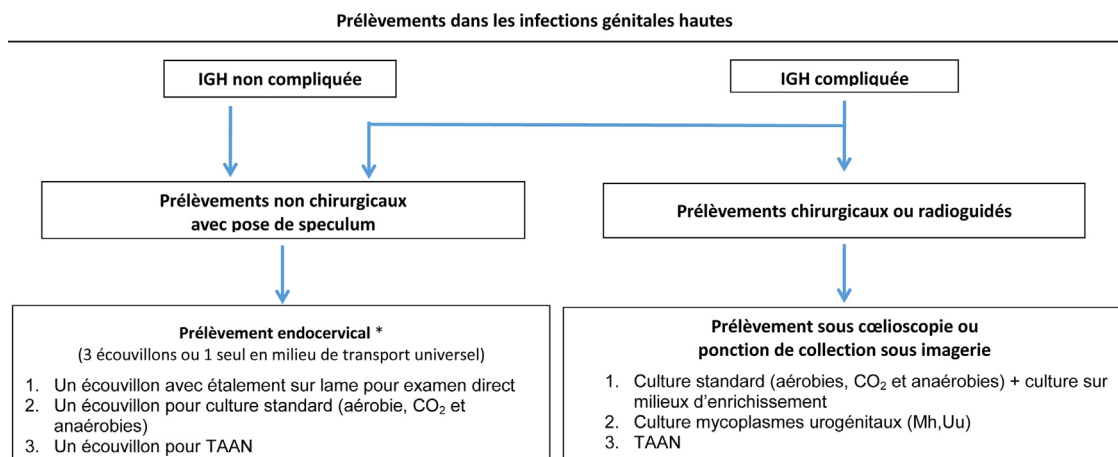 Prélèvements dans les infections génitales hautes
IGH non compliquée
IGH compliquée
Prélèvements non chirurgicaux
avec pose de speculum
Prélèvements chirurgicaux ou radioguidés
Prélèvement endocervical *
(3 écouvillons ou 1 seul en milieu de transport universel)
1. Un écouvillon avec étalement sur lame pour examen direct
2. Un écouvillon pour culture standard (aérobie, CO₂ et
anaérobies)
3. Un écouvillon pour TAAN
Prélèvement sous cœlioscopie ou
ponction de collection sous imagerie
1. Culture standard (aérobies, CO₂ et anaérobies) + culture sur
milieux d'enrichissement
2. Culture mycoplasmes urogénitaux (Mh,Uu)
3. TAAN